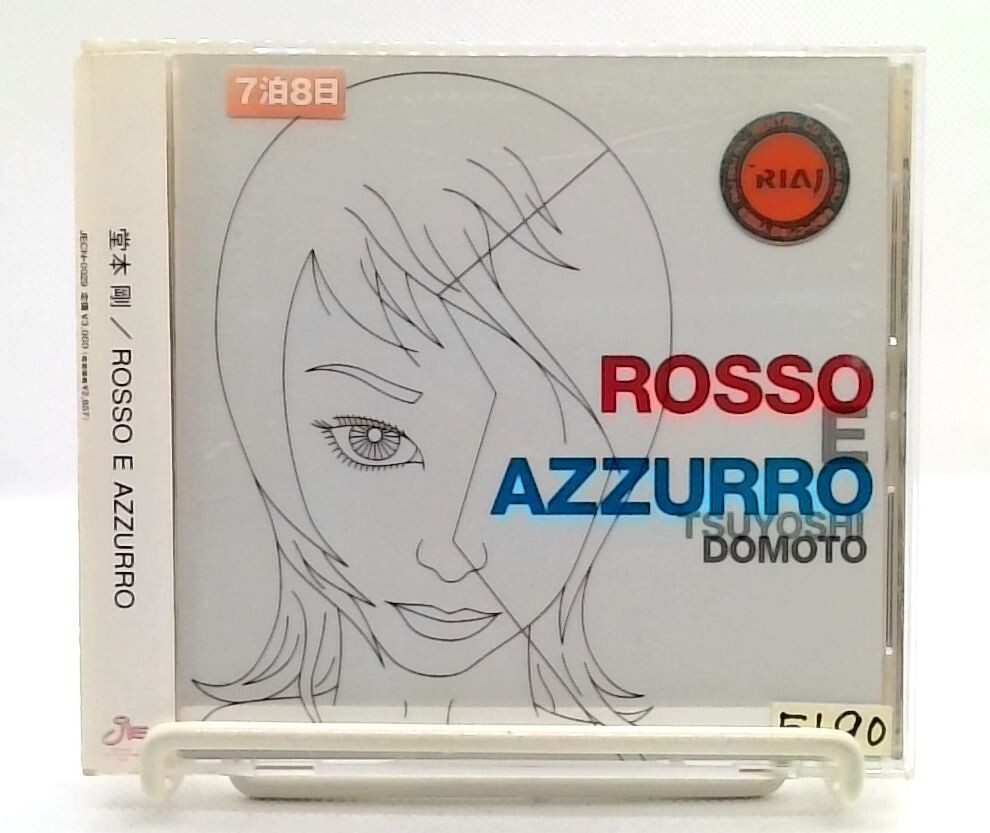 7泊8日
RIAJ
ROSSO
E
AZZURRO
TSUYOSHI
DOMOTO
堂本 剛 / ROSSO E AZZURRO